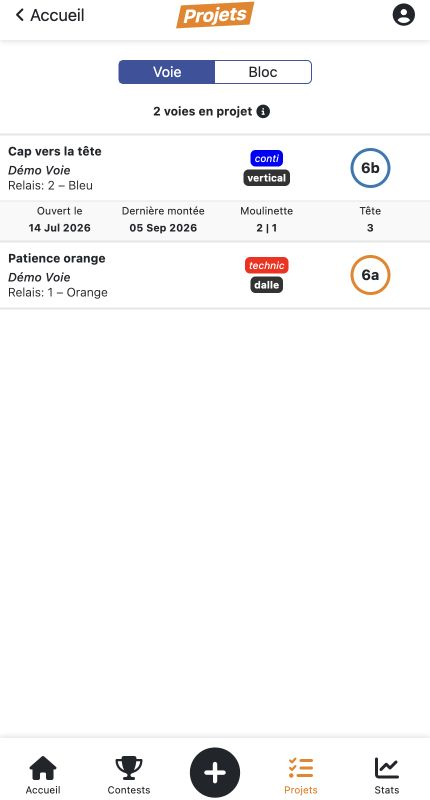 Accueil
Projets
Voie
Bloc
2 voies en projet
Cap vers la tête
Démo Voie
Relais: 2 – Bleu
conti
vertical
6b
Ouvert le
Dernière montée
Moulinette
Tête
14 Jul 2026
05 Sep 2026
2 | 1
3
Patience orange
Démo Voie
Relais: 1 – Orange
technic
dalle
6a
Accueil
Contests
Projets
Stats